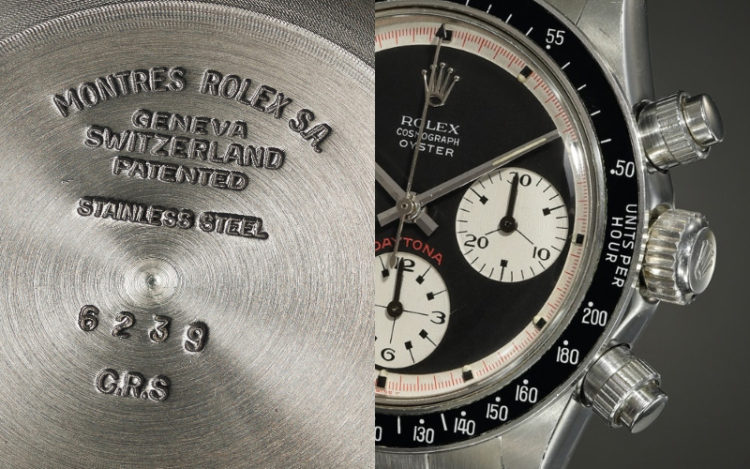 MONTRES ROLEX S.A.
GENEVA
SWITZERLAND
PATENTED
STAINLESS STEEL
6239
C.R.S
55
ROLEX
COSMOGRAPH
OYSTER
50
30
20 10
UNITS PER
HOUR
DAYTONA
12
3
6
200
180
160
150
140
130